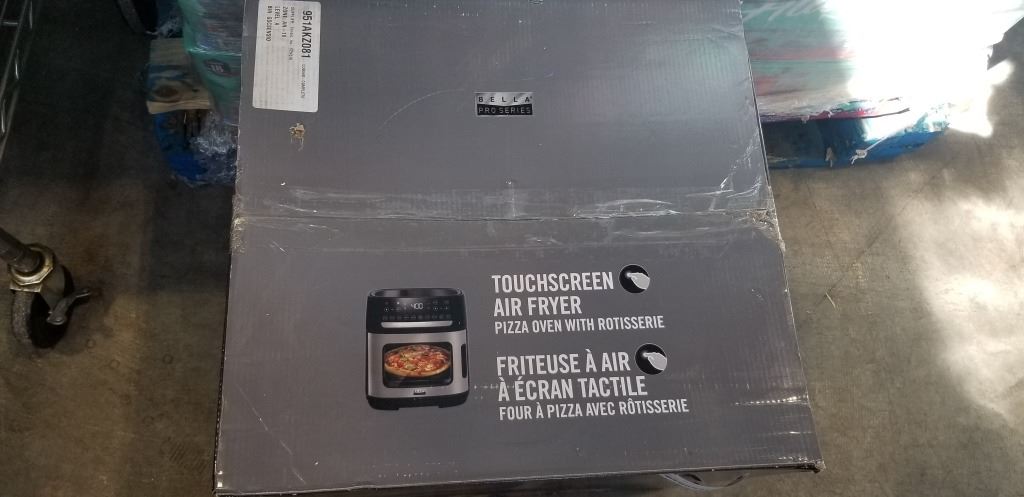 951AKZ081
BELLA
PRO SERIES
400
TOUCHSCREEN
AIR FRYER
PIZZA OVEN WITH ROTISSERIE
FRITEUSE À AIR
À ÉCRAN TACTILE
FOUR À PIZZA AVEC RÔTISSERIE